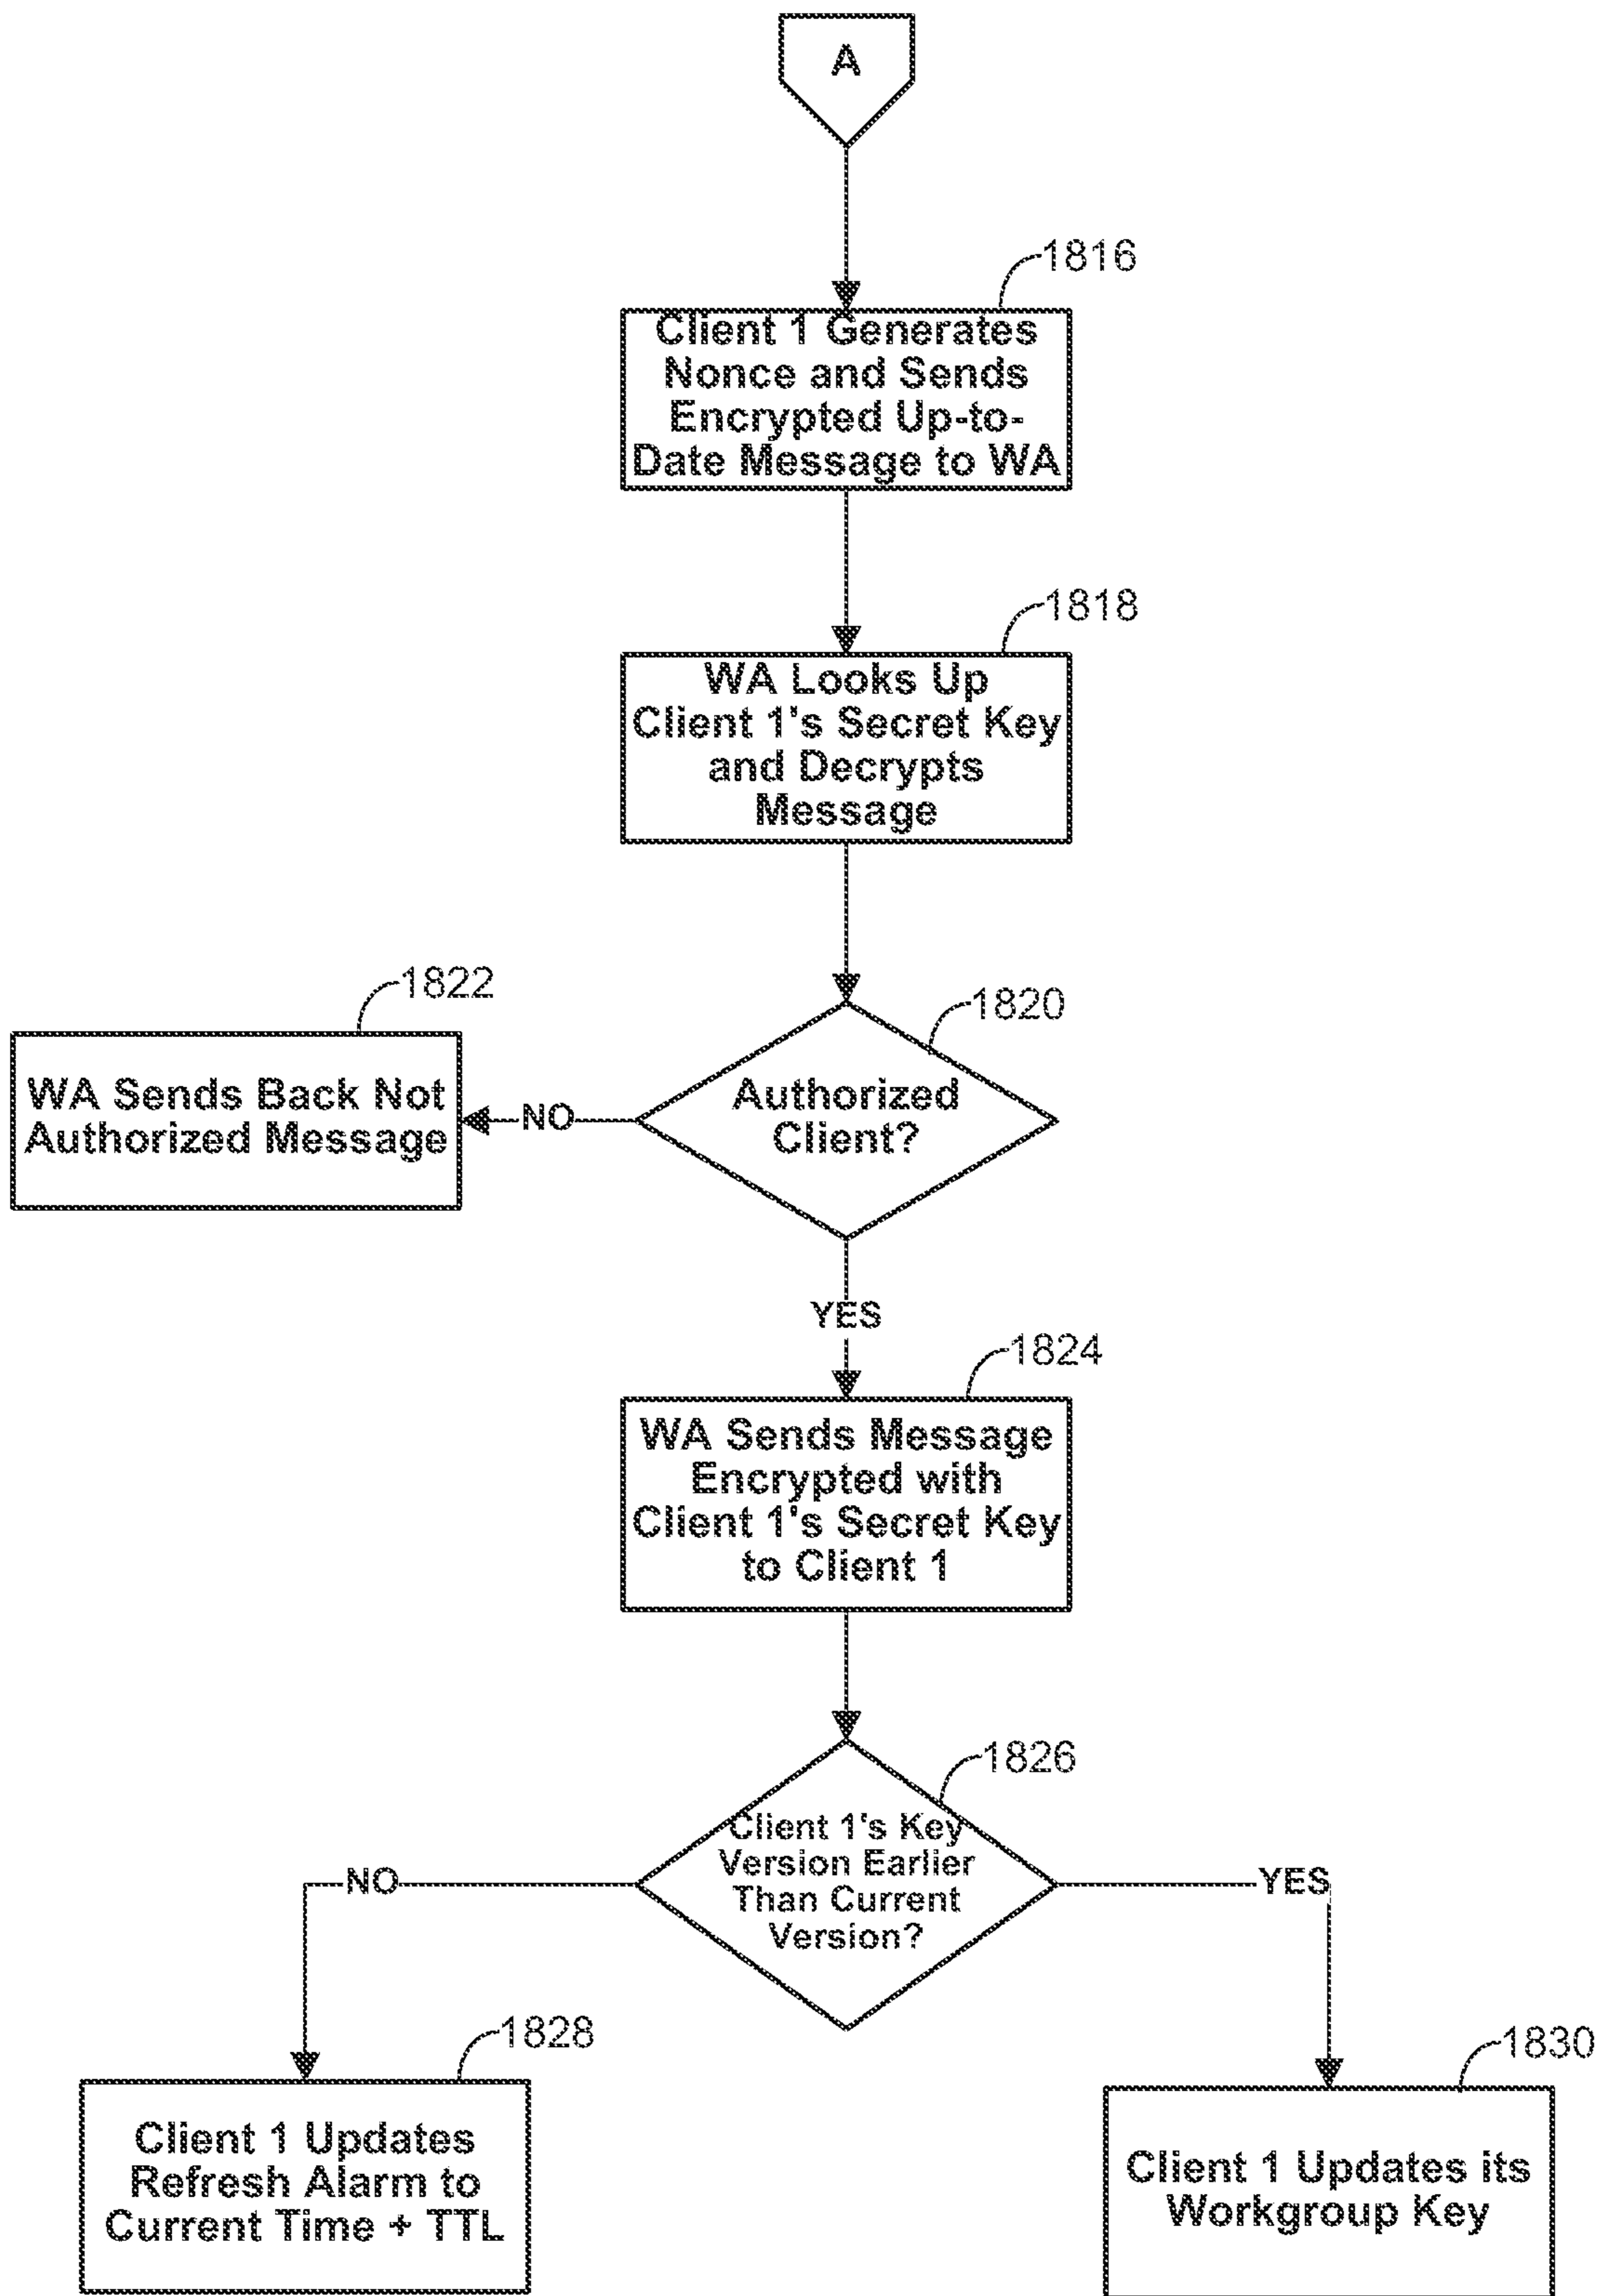 A
1816
Client 1 Generates
Nonce and Sends
Encrypted Up-to-
Date Message to WA
1818
WA Looks Up
Client 1's Secret Key
and Decrypts
Message
1822
1820
WA Sends Back Not
Authorized Message
NO
Authorized
Client?
YES
1824
WA Sends Message
Encrypted with
Client 1's Secret Key
to Client 1
1826
Client 1's Key
Version Earlier
Than Current
Version?
NO
YES
1828
1830
Client 1 Updates
Refresh Alarm to
Current Time + TTL
Client 1 Updates its
Workgroup Key